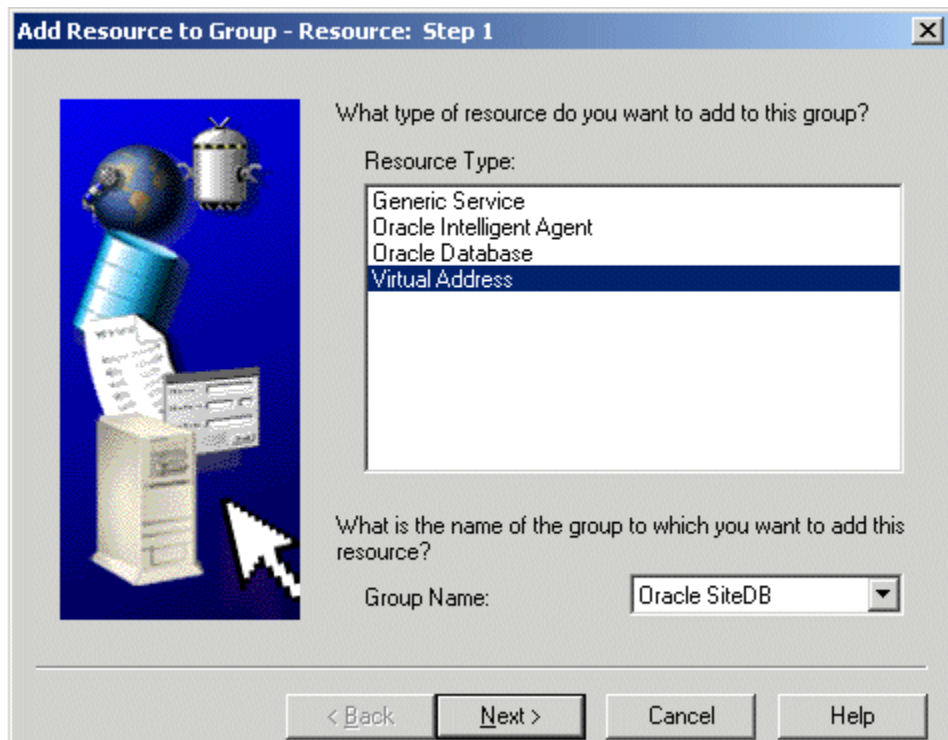 Add Resource to Group - Resource: Step 1
What type of resource do you want to add to this group?
Resource Type:
Generic Service
Oracle Intelligent Agent
Oracle Database
Virtual Address
What is the name of the group to which you want to add this
resource?
Group Name:
Oracle SiteDB
< Back
Next >
Cancel
Help